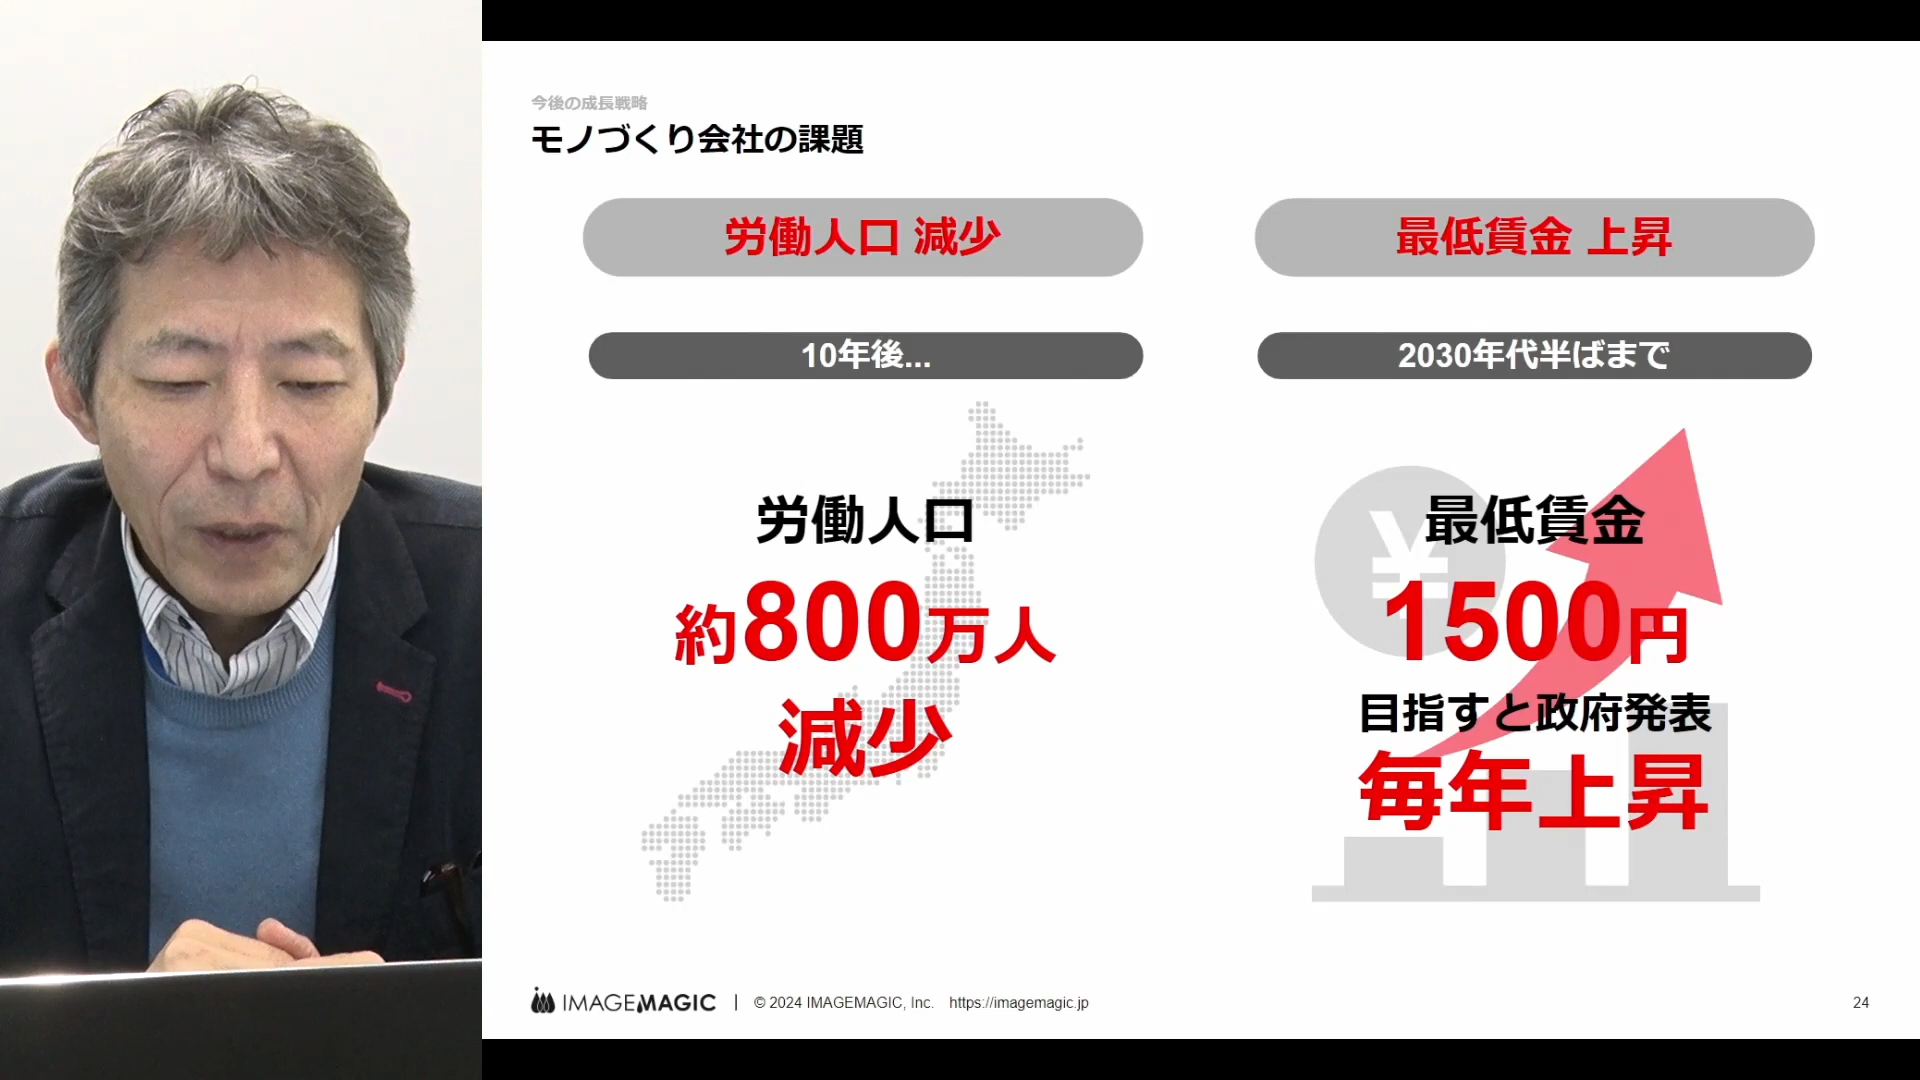 今後の成長戦略
モノづくり会社の課題
労働人口 減少
10年後...
労働人口
約800万人
減少
最低賃金 上昇
2030年代半ばまで
¥
最低賃金
1500円
目指すと政府発表
毎年上昇
IMAGEMAGIC | © 2024 IMAGEMAGIC, Inc. https://imagemagic.jp
24